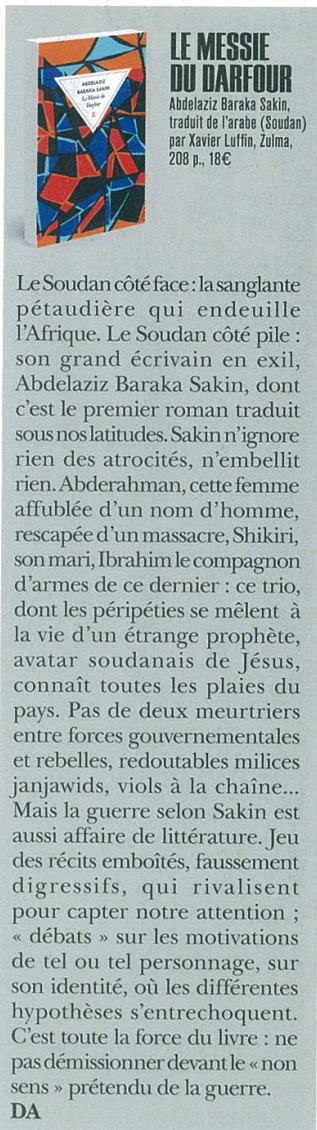 LE MESSIE
DU DARFOUR
Abdelaziz Baraka Sakin,
traduit de l'arabe (Soudan)
par Xavier Luffin, Zulma,
208 p., 18€
ABDELAZIZ
BARAKA SAKIN
Le Messie du
Darfour
Z
Le Soudan côté face : la sanglante
pétaudière qui endeuille
l'Afrique. Le Soudan côté pile :
son grand écrivain en exil,
Abdelaziz Baraka Sakin, dont
c'est le premier roman traduit
sous nos latitudes. Sakin n'ignore
rien des atrocités, n'embellit
rien. Abderahman, cette femme
affublée d'un nom d'homme,
rescapée d'un massacre, Shikiri,
son mari, Ibrahim le compagnon
d'armes de ce dernier : ce trio,
dont les péripéties se mêlent à
la vie d'un étrange prophète,
avatar soudanais de Jésus,
connaît toutes les plaies du
pays. Pas de deux meurtriers
entre forces gouvernementales
et rebelles, redoutables milices
janjawids, viols à la chaîne...
Mais la guerre selon Sakin est
aussi affaire de littérature. Jeu
des récits emboîtés, faussement
digressifs, qui rivalisent
pour capter notre attention ;
« débats » sur les motivations
de tel ou tel personnage, sur
son identité, où les différentes
hypothèses s'entrechoquent.
C'est toute la force du livre : ne
pas démissionner devant le « non
sens » prétendu de la guerre.
DA